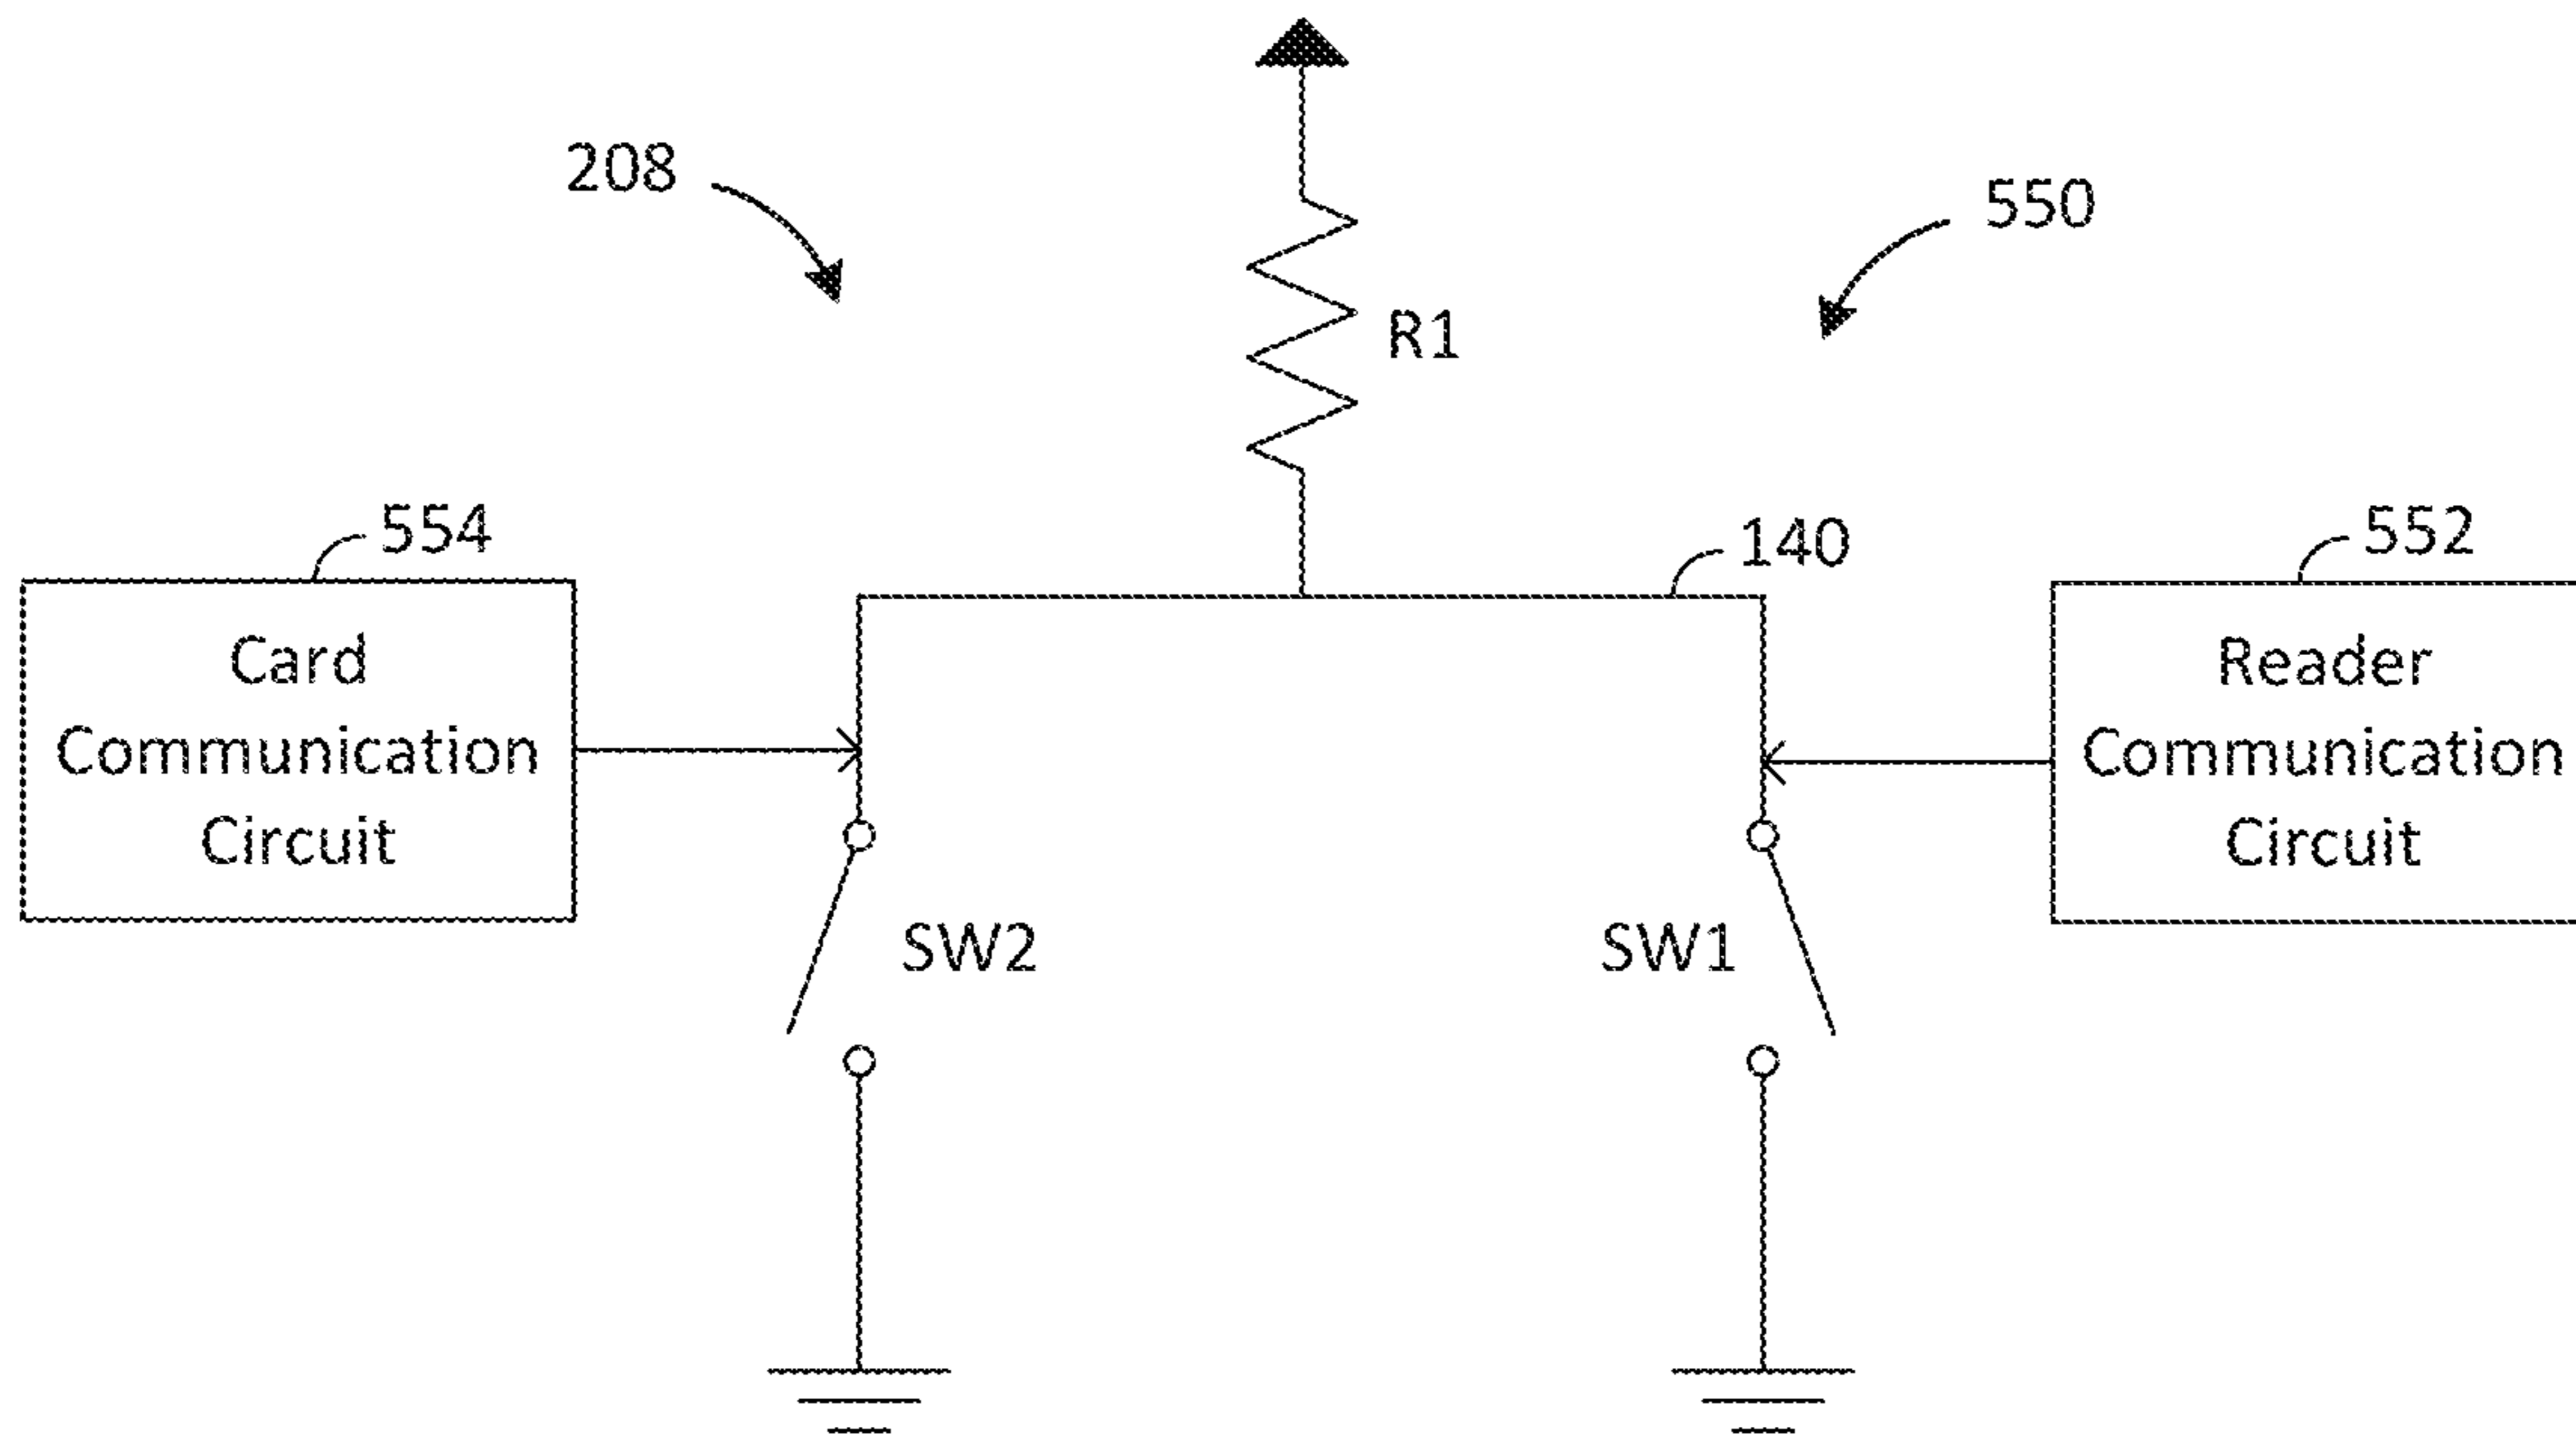 208
550
R1
554
140
552
Card
Communication
Circuit
Reader
Communication
Circuit
SW2
SW1